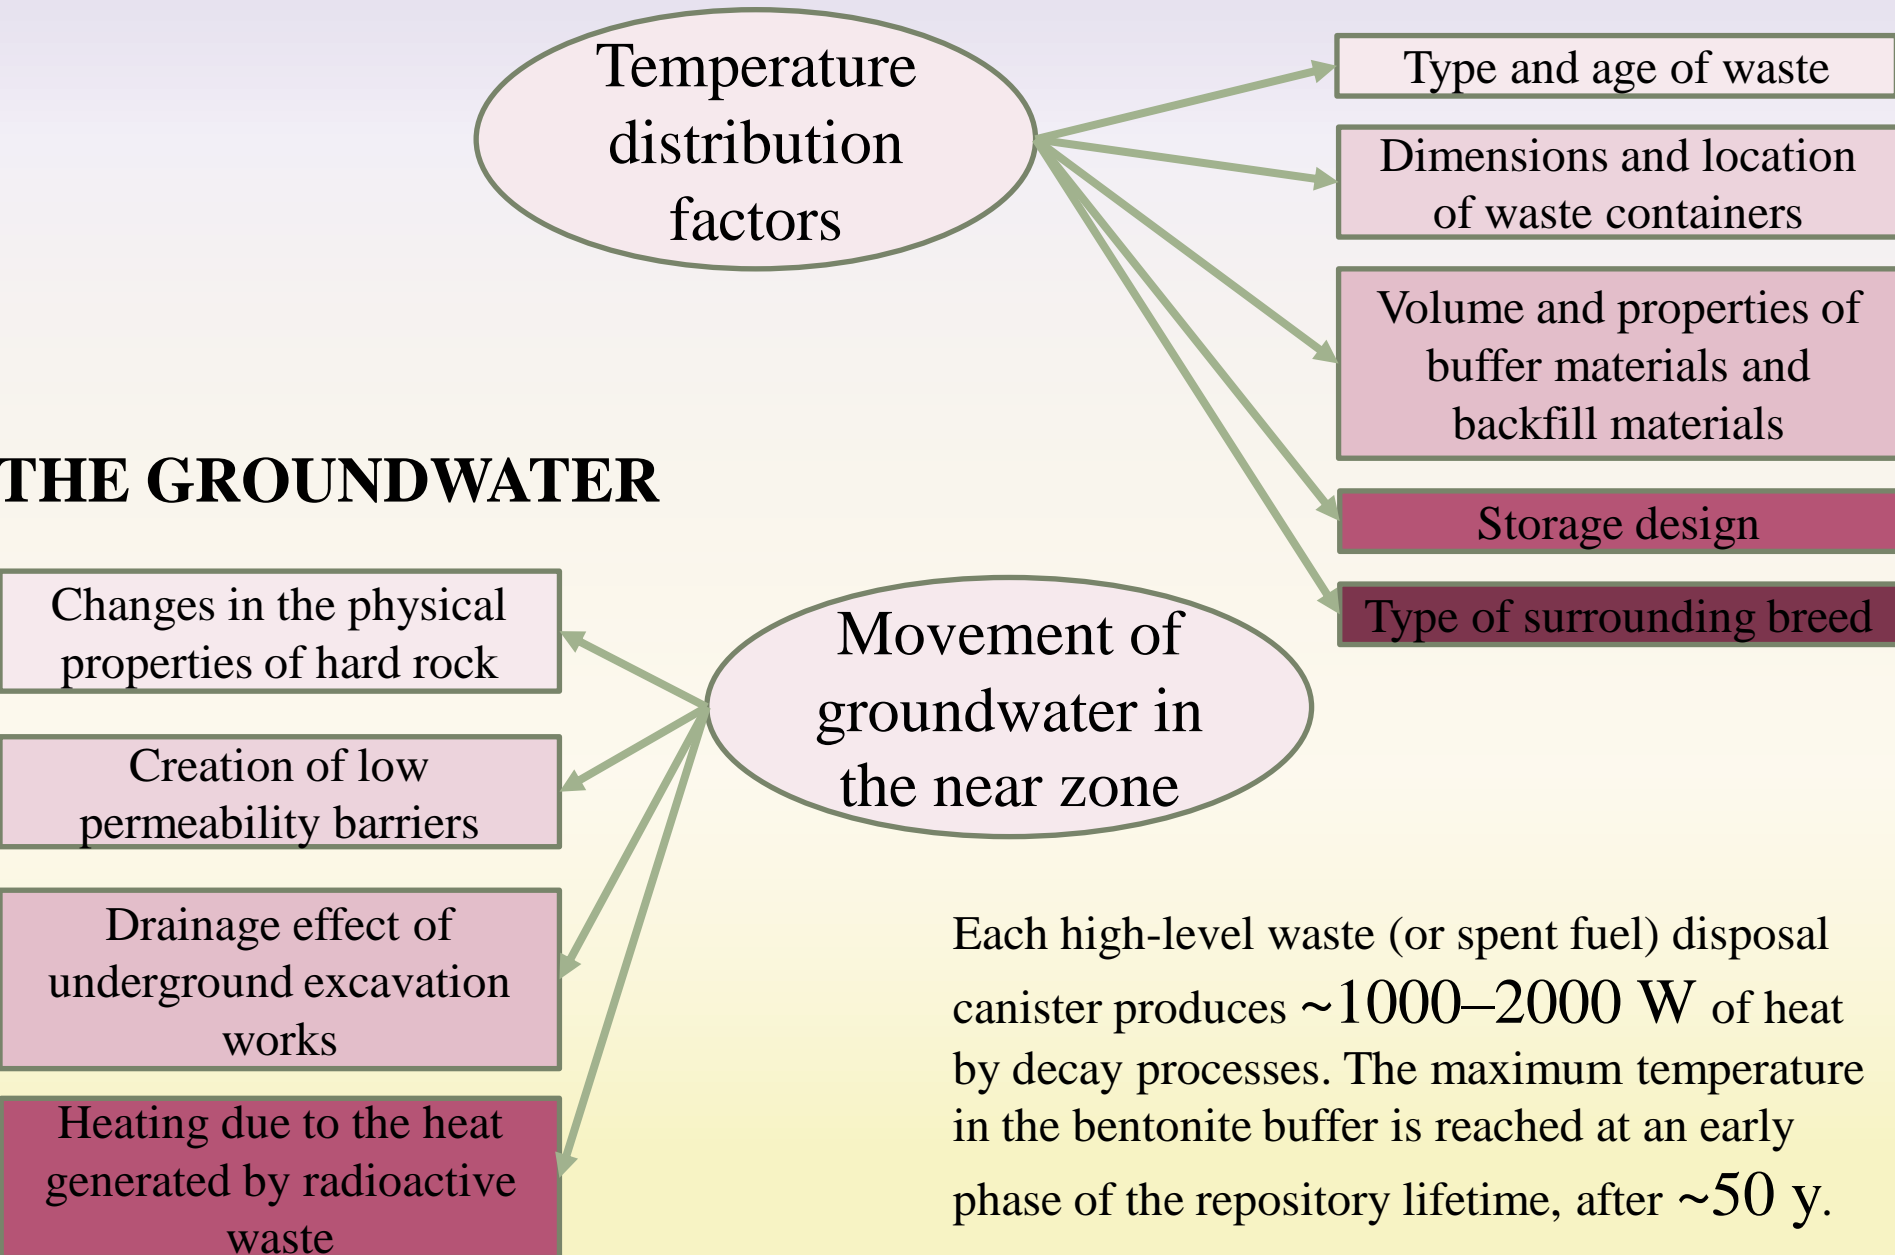 Temperature
distribution
factors
Type and age of waste
Dimensions and location
of waste containers
Volume and properties of
buffer materials and
backfill materials
Storage design
Type of surrounding breed
THE GROUNDWATER
Changes in the physical
properties of hard rock
Creation of low
permeability barriers
Drainage effect of
underground excavation
works
Heating due to the heat
generated by radioactive
waste
Movement of
groundwater in
the near zone
Each high-level waste (or spent fuel) disposal
canister produces ~1000–2000 W of heat
by decay processes. The maximum temperature
in the bentonite buffer is reached at an early
phase of the repository lifetime, after ~50 y.